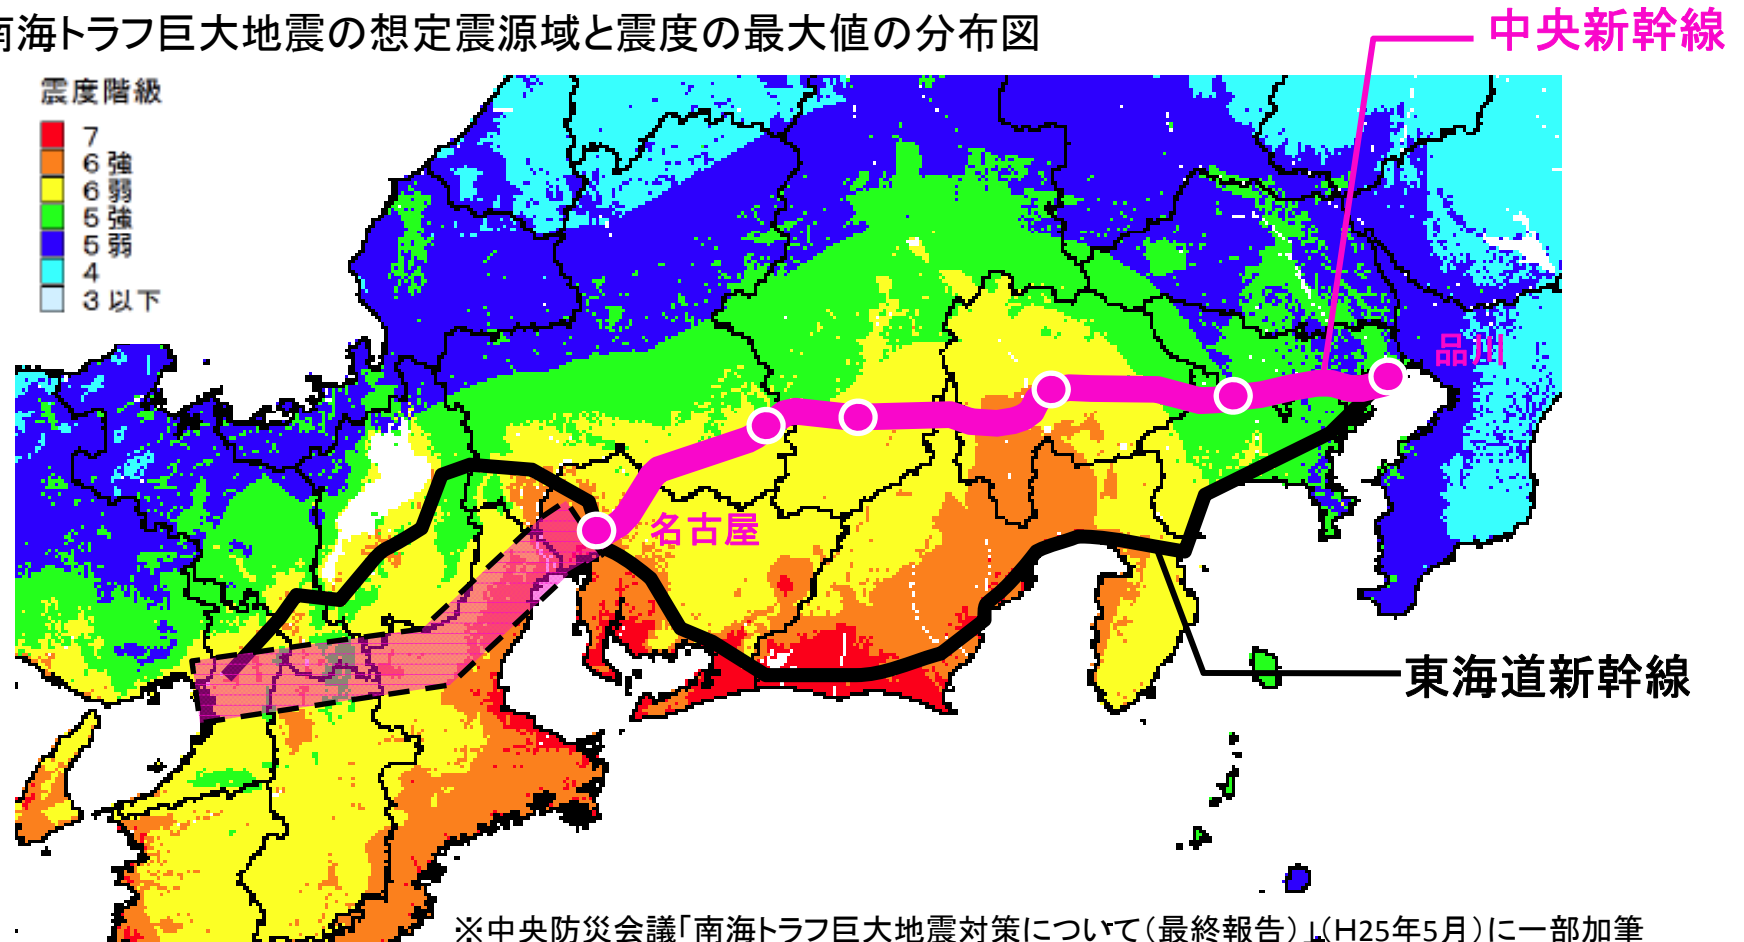 南海トラフ巨大地震の想定震源域と震度の最大値の分布図
中央新幹線
震度階級
7
6強
6弱
5強
5弱
4
3以下
品川
名古屋
東海道新幹線
※中央防災会議「南海トラフ巨大地震対策について(最終報告)」(H25年5月)に一部加筆